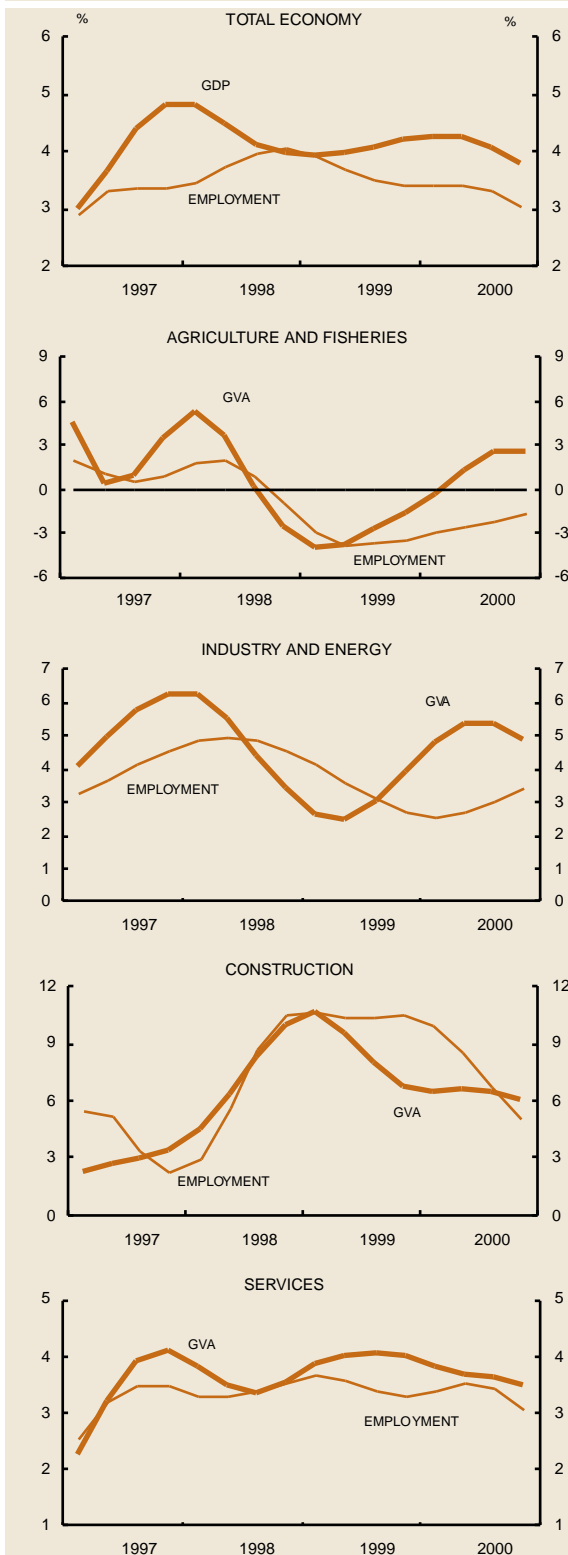 TOTAL ECONOMY
% %
6 6
GDP
5 5
4 4
EMPLOYMENT
3 3
2 2
1997 1998 1999 2000
AGRICULTURE AND FISHERIES
9 9
GVA
6 6
3 3
0 0
-3 -3
EMPLOYMENT
-6 -6
1997 1998 1999 2000
INDUSTRY AND ENERGY
7 7
GVA
6 6
5 5
4 4
EMPLOYMENT
3 3
2 2
1 1
0 0
1997 1998 1999 2000
CONSTRUCTION
12 12
9 9
6 6
GVA
3 3
EMPLOYMENT
0 0
1997 1998 1999 2000
SERVICES
5 5
GVA
4 4
3 3
EMPLOYMENT
2 2
1 1
1997 1998 1999 2000